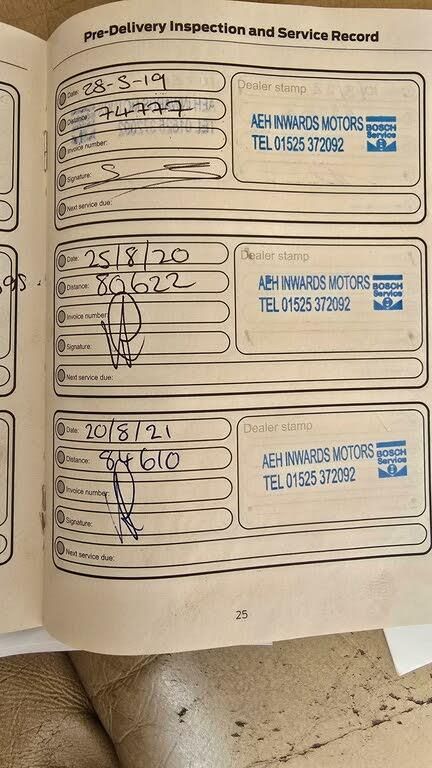 Pre-Delivery Inspection and Service Record
Date: 28-5-19
Distance: 74777
Invoice number:
Signature:
Next service due:
Dealer stamp
AEH INWARDS MOTORS
TEL 01525 372092
BOSCH
Service
Date: 25/8/20
Distance: 80622
Invoice number:
Signature:
Next service due:
Dealer stamp
AEH INWARDS MOTORS
TEL 01525 372092
BOSCH
Service
Date: 20/8/21
Distance: 84610
Invoice number:
Signature:
Next service due:
Dealer stamp
AEH INWARDS MOTORS
TEL 01525 372092
BOSCH
Service
25